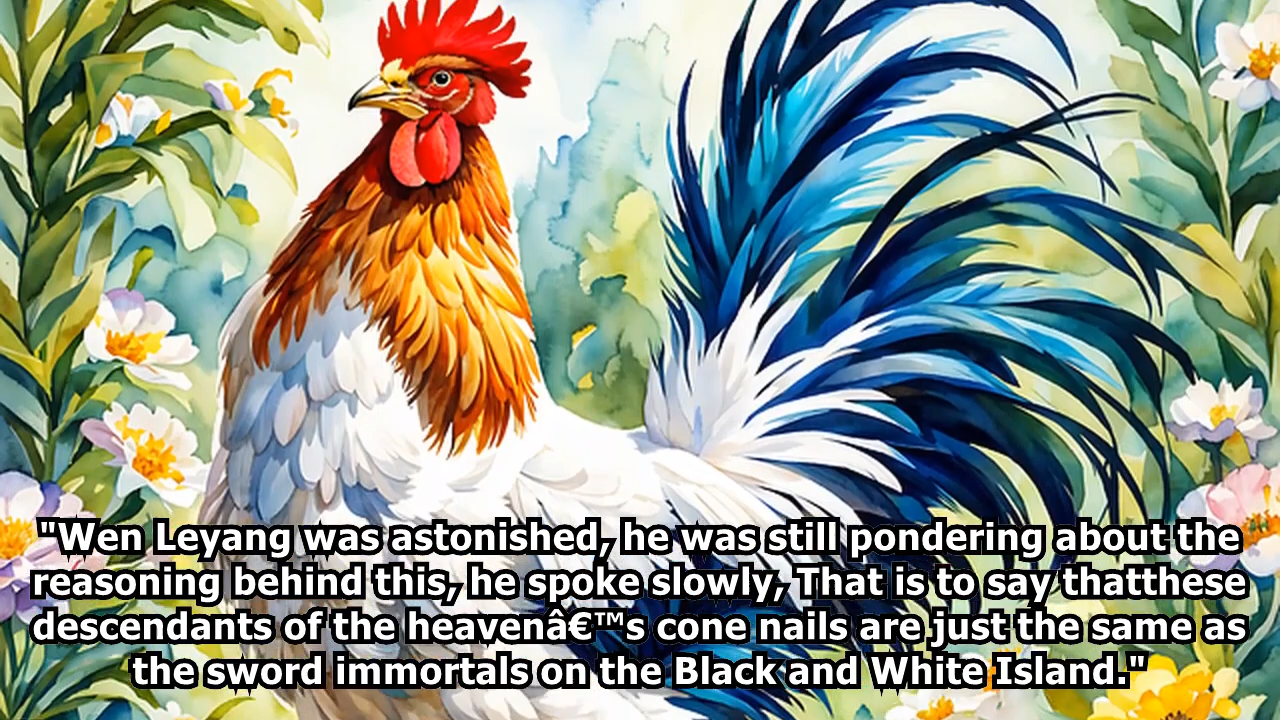 "Wen Leyang was astonished, he was still pondering about the
reasoning behind this, he spoke slowly, That is to say thatthese
descendants of the heavenâ€™s cone nails are just the same as
the sword immortals on the Black and White Island."